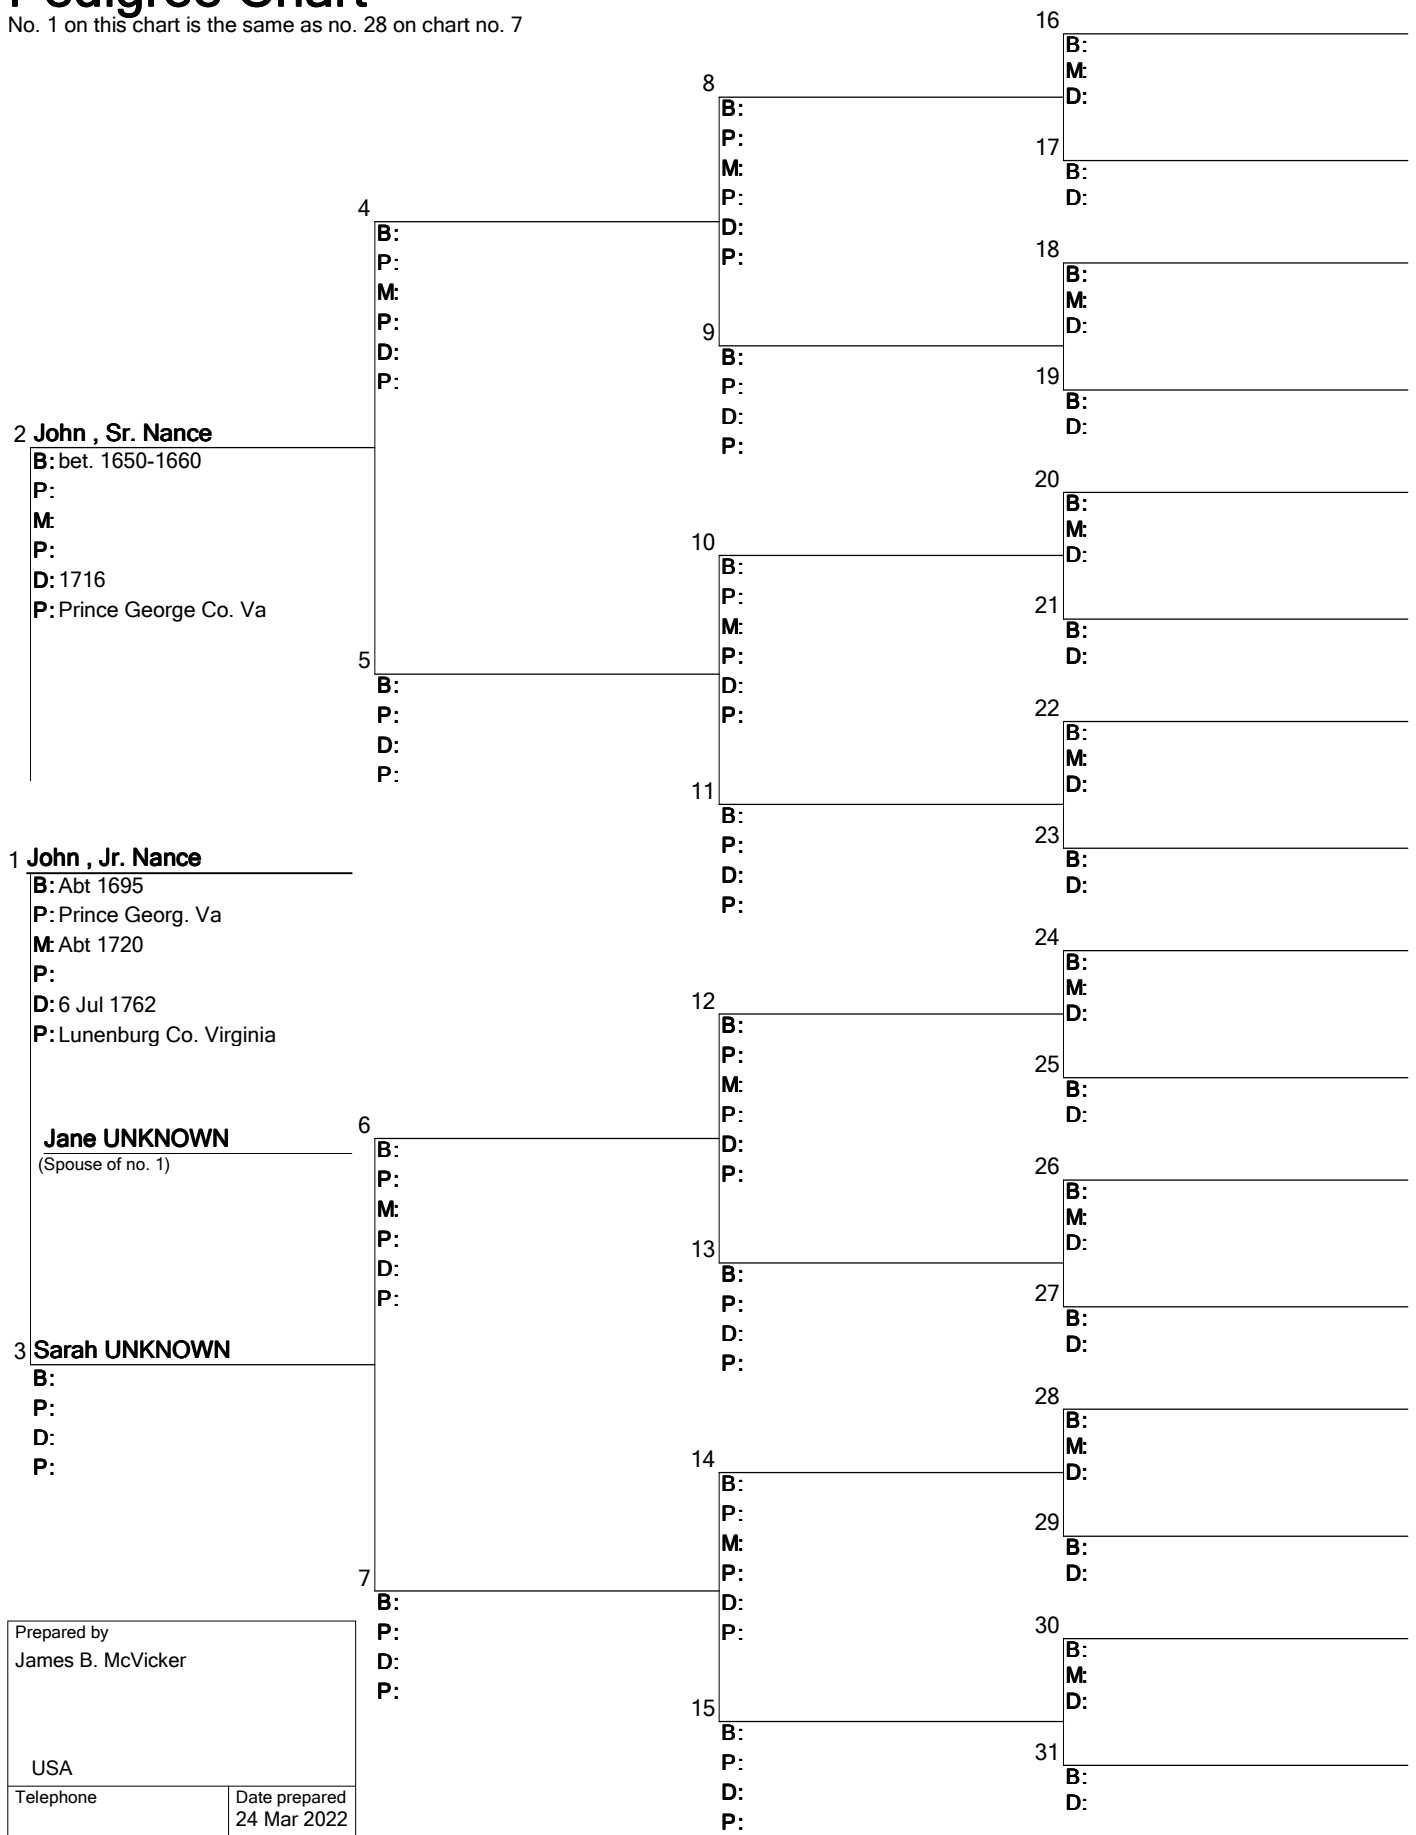 Pedigree Chart
No. 1 on this chart is the same as no. 28 on chart no. 7
2 John , Sr. Nance
B: bet. 1650-1660
P:
M:
P:
D: 1716
P: Prince George Co. Va
1 John , Jr. Nance
B: Abt 1695
P: Prince Georg. Va
M: Abt 1720
P:
D: 6 Jul 1762
P: Lunenburg Co. Virginia
Jane UNKNOWN
(Spouse of no. 1)
3 Sarah UNKNOWN
B:
P:
D:
P:
Prepared by
James B. McVicker
USA
Telephone
Date prepared
24 Mar 2022
4
B:
P:
M:
P:
D:
P:
5
B:
P:
D:
P:
6
B:
P:
M:
P:
D:
P:
7
B:
P:
D:
P:
8
B:
P:
M:
P:
D:
P:
9
B:
P:
D:
P:
10
B:
P:
M:
P:
D:
P:
11
B:
P:
D:
P:
12
B:
P:
M:
P:
D:
P:
13
B:
P:
D:
P:
14
B:
P:
M:
P:
D:
P:
15
B:
P:
D:
P:
16
B:
M:
D:
17
B:
D:
18
B:
M:
D:
19
B:
D:
20
B:
M:
D:
21
B:
D:
22
B:
M:
D:
23
B:
D:
24
B:
M:
D:
25
B:
D:
26
B:
M:
D:
27
B:
D:
28
B:
M:
D:
29
B:
D:
30
B:
M:
D:
31
B:
D: